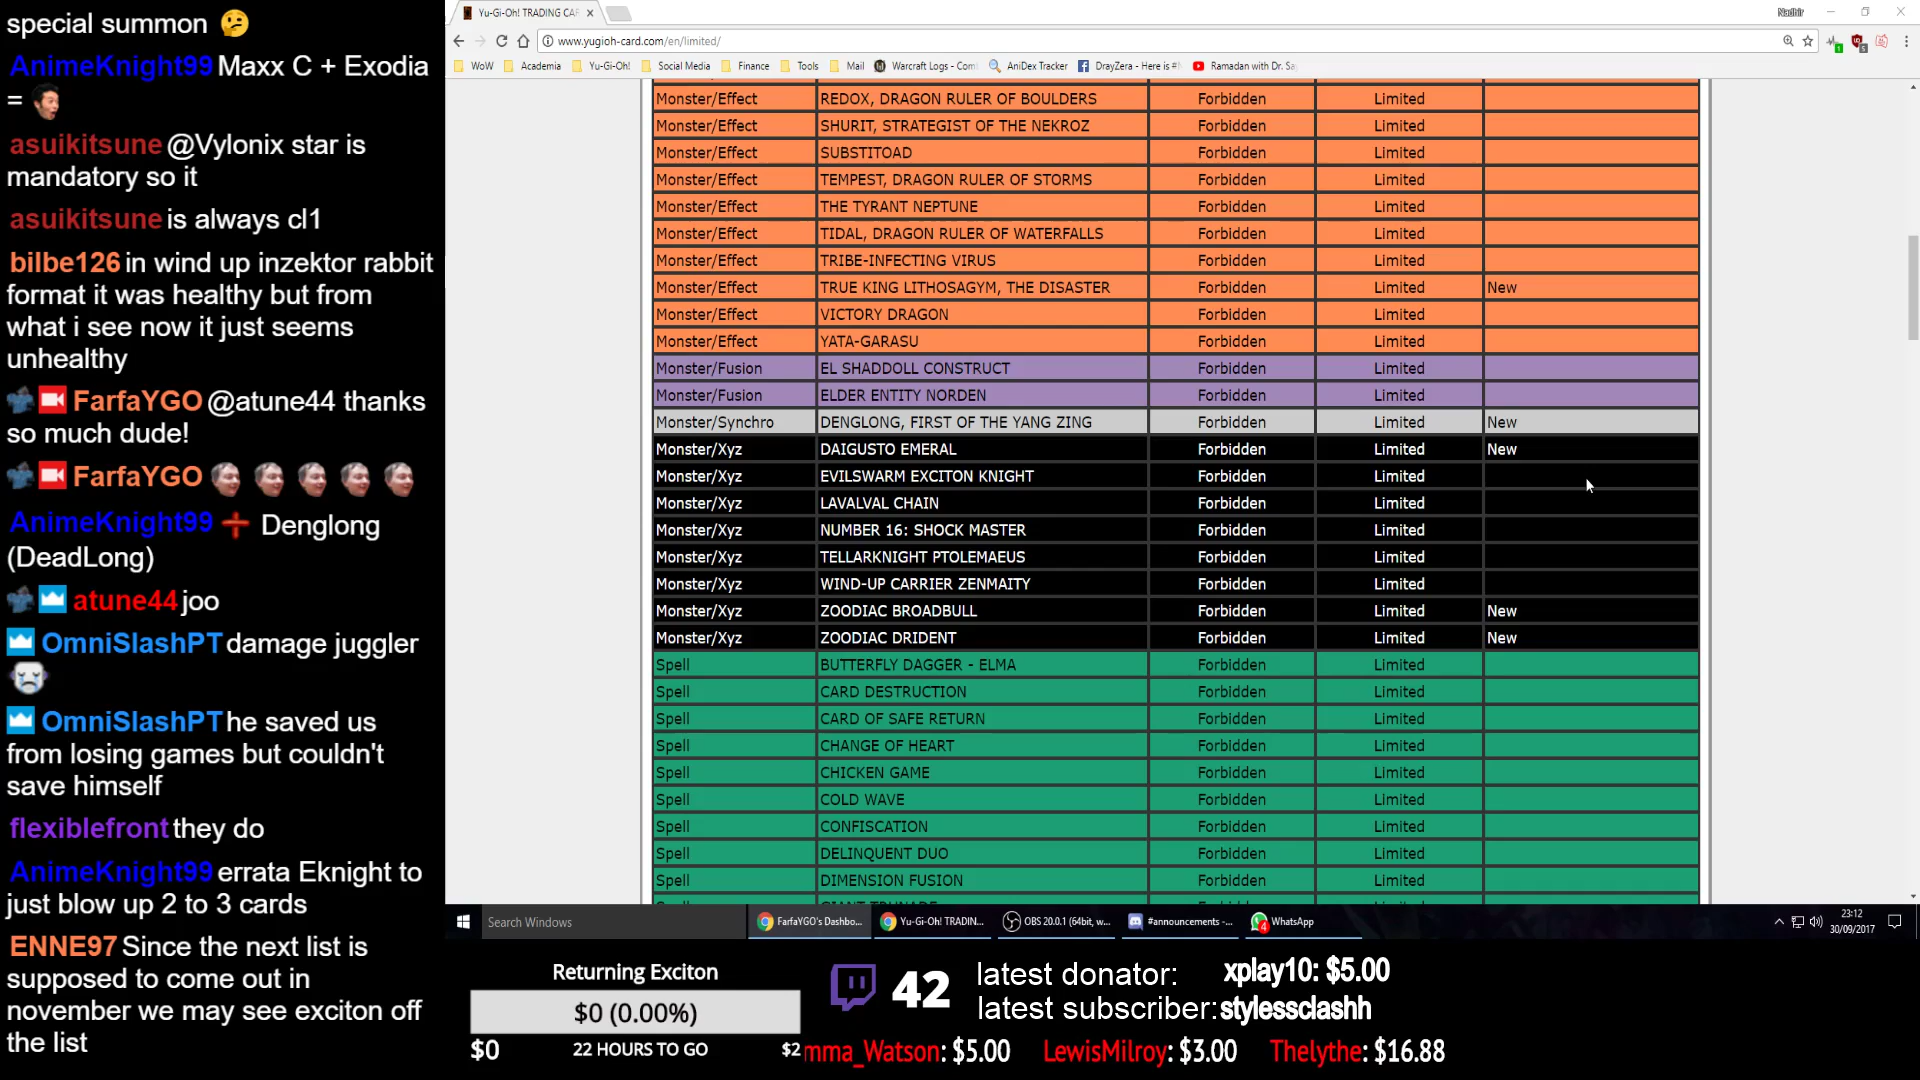 special summon
AnimeKnight99 Maxx C + Exodia
=
asuikitsune @Vylonix star is
mandatory so it
asuikitsune is always cl1
bilbe126 in wind up inzektor rabbit
format it was healthy but from
what i see now it just seems
unhealthy
FarfaYGO @atune44 thanks
so much dude!
FarfaYGO
AnimeKnight99 Denglong
(DeadLong)
atune44 joo
OmniSlashPT damage juggler
OmniSlashPT he saved us
from losing games but couldn't
save himself
flexiblefront they do
AnimeKnight99 errata Eknight to
just blow up 2 to 3 cards
ENNE97 Since the next list is
supposed to come out in
november we may see exciton off
the list
Yu-Gi-Oh! TRADING CAR
Nadhir
www.yugioh-card.com/en/limited/
WoW Academia Yu-Gi-Oh! Social Media Finance Tools Mail Warcraft Logs - Com AniDex Tracker DrayZera - Here is # Ramadan with Dr. Sa
Monster/Effect REDOX, DRAGON RULER OF BOULDERS Forbidden Limited
Monster/Effect SHURIT, STRATEGIST OF THE NEKROZ Forbidden Limited
Monster/Effect SUBSTITOAD Forbidden Limited
Monster/Effect TEMPEST, DRAGON RULER OF STORMS Forbidden Limited
Monster/Effect THE TYRANT NEPTUNE Forbidden Limited
Monster/Effect TIDAL, DRAGON RULER OF WATERFALLS Forbidden Limited
Monster/Effect TRIBE-INFECTING VIRUS Forbidden Limited
Monster/Effect TRUE KING LITHOSAGYM, THE DISASTER Forbidden Limited New
Monster/Effect VICTORY DRAGON Forbidden Limited
Monster/Effect YATA-GARASU Forbidden Limited
Monster/Fusion EL SHADDOLL CONSTRUCT Forbidden Limited
Monster/Fusion ELDER ENTITY NORDEN Forbidden Limited
Monster/Synchro DENGLONG, FIRST OF THE YANG ZING Forbidden Limited New
Monster/Xyz DAIGUSTO EMERAL Forbidden Limited New
Monster/Xyz EVILSWARM EXCITON KNIGHT Forbidden Limited
Monster/Xyz LAVALVAL CHAIN Forbidden Limited
Monster/Xyz NUMBER 16: SHOCK MASTER Forbidden Limited
Monster/Xyz TELLARKNIGHT PTOLEMAEUS Forbidden Limited
Monster/Xyz WIND-UP CARRIER ZENMAITY Forbidden Limited
Monster/Xyz ZOODIAC BROADBULL Forbidden Limited New
Monster/Xyz ZOODIAC DRIDENT Forbidden Limited New
Spell BUTTERFLY DAGGER - ELMA Forbidden Limited
Spell CARD DESTRUCTION Forbidden Limited
Spell CARD OF SAFE RETURN Forbidden Limited
Spell CHANGE OF HEART Forbidden Limited
Spell CHICKEN GAME Forbidden Limited
Spell COLD WAVE Forbidden Limited
Spell CONFISCATION Forbidden Limited
Spell DELINQUENT DUO Forbidden Limited
Spell DIMENSION FUSION Forbidden Limited
Search Windows FarfaYGO's Dashbo... Yu-Gi-Oh! TRADIN... OBS 20.0.1 (64bit, w... #announcements -... 4 WhatsApp
23:12
30/09/2017
Returning Exciton
$0 (0.00%)
$0 22 HOURS TO GO $2
42
latest donator: xplay10: $5.00
latest subscriber: stylessclashh
mma_Watson: $5.00 LewisMilroy: $3.00 Thelythe: $16.88